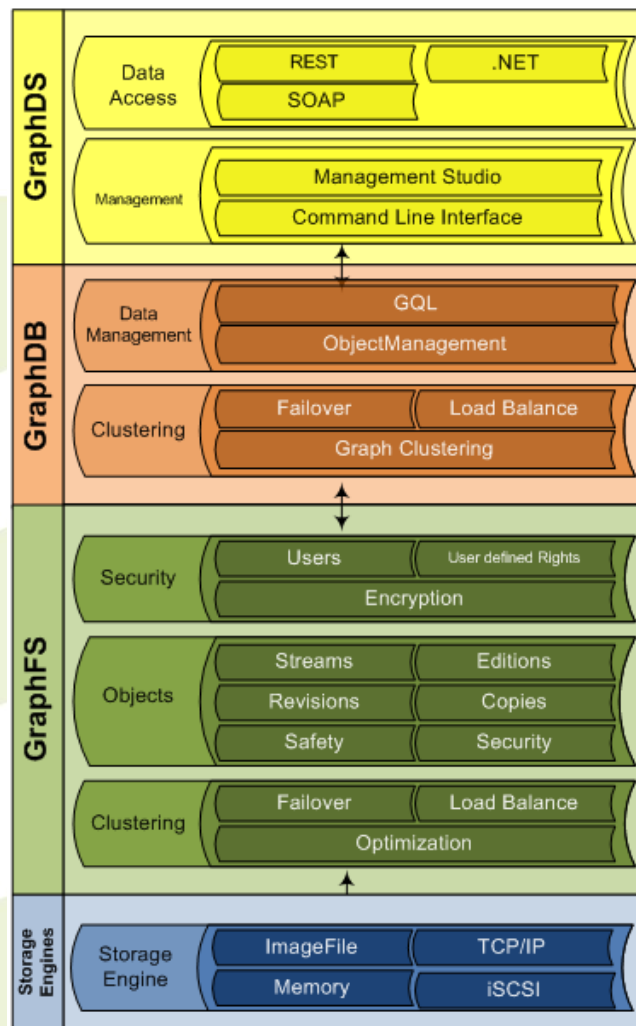 GraphDS
Data
Access
REST
.NET
SOAP
Management
Management Studio
Command Line Interface
GraphDB
Data
Management
GQL
ObjectManagement
Clustering
Failover
Load Balance
Graph Clustering
GraphFS
Security
Users
User defined Rights
Encryption
Objects
Streams
Editions
Revisions
Copies
Safety
Security
Clustering
Failover
Load Balance
Optimization
Storage
Engines
Storage
Engine
ImageFile
TCP/IP
Memory
iSCSI